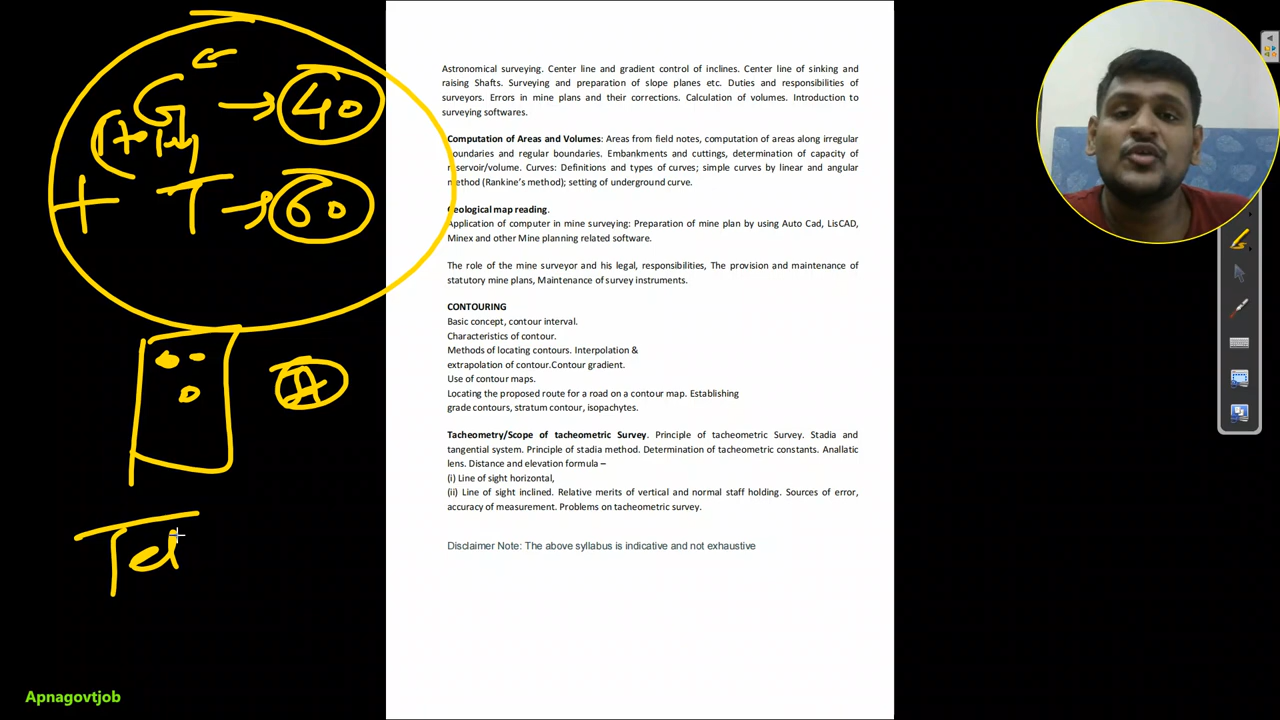 Astronomical surveying. Center line and gradient control of inclines. Center line of sinking and
raising Shafts. Surveying and preparation of slope planes etc. Duties and responsibilities of
surveyors. Errors in mine plans and their corrections. Calculation of volumes. Introduction to
surveying softwares.
Computation of Areas and Volumes: Areas from field notes, computation of areas along irregular
boundaries and regular boundaries. Embankments and cuttings, determination of capacity of
reservoir/volume. Curves: Definitions and types of curves; simple curves by linear and angular
method (Rankine's method); setting of underground curve.
Geological map reading.
Application of computer in mine surveying: Preparation of mine plan by using Auto Cad, LisCAD,
Minex and other Mine planning related software.
The role of the mine surveyor and his legal, responsibilities, The provision and maintenance of
statutory mine plans, Maintenance of survey instruments.
CONTOURING
Basic concept, contour interval.
Characteristics of contour.
Methods of locating contours. Interpolation &
extrapolation of contour.Contour gradient.
Use of contour maps.
Locating the proposed route for a road on a contour map. Establishing
grade contours, stratum contour, isopachytes.
Tacheometry/Scope of tacheometric Survey. Principle of tacheometric Survey. Stadia and
tangential system. Principle of stadia method. Determination of tacheometric constants. Anallatic
lens. Distance and elevation formula –
(i) Line of sight horizontal,
(ii) Line of sight inclined. Relative merits of vertical and normal staff holding. Sources of error,
accuracy of measurement. Problems on tacheometric survey.
Disclaimer Note: The above syllabus is indicative and not exhaustive
G → 40
+ T → 60
A
Apnagovtjob